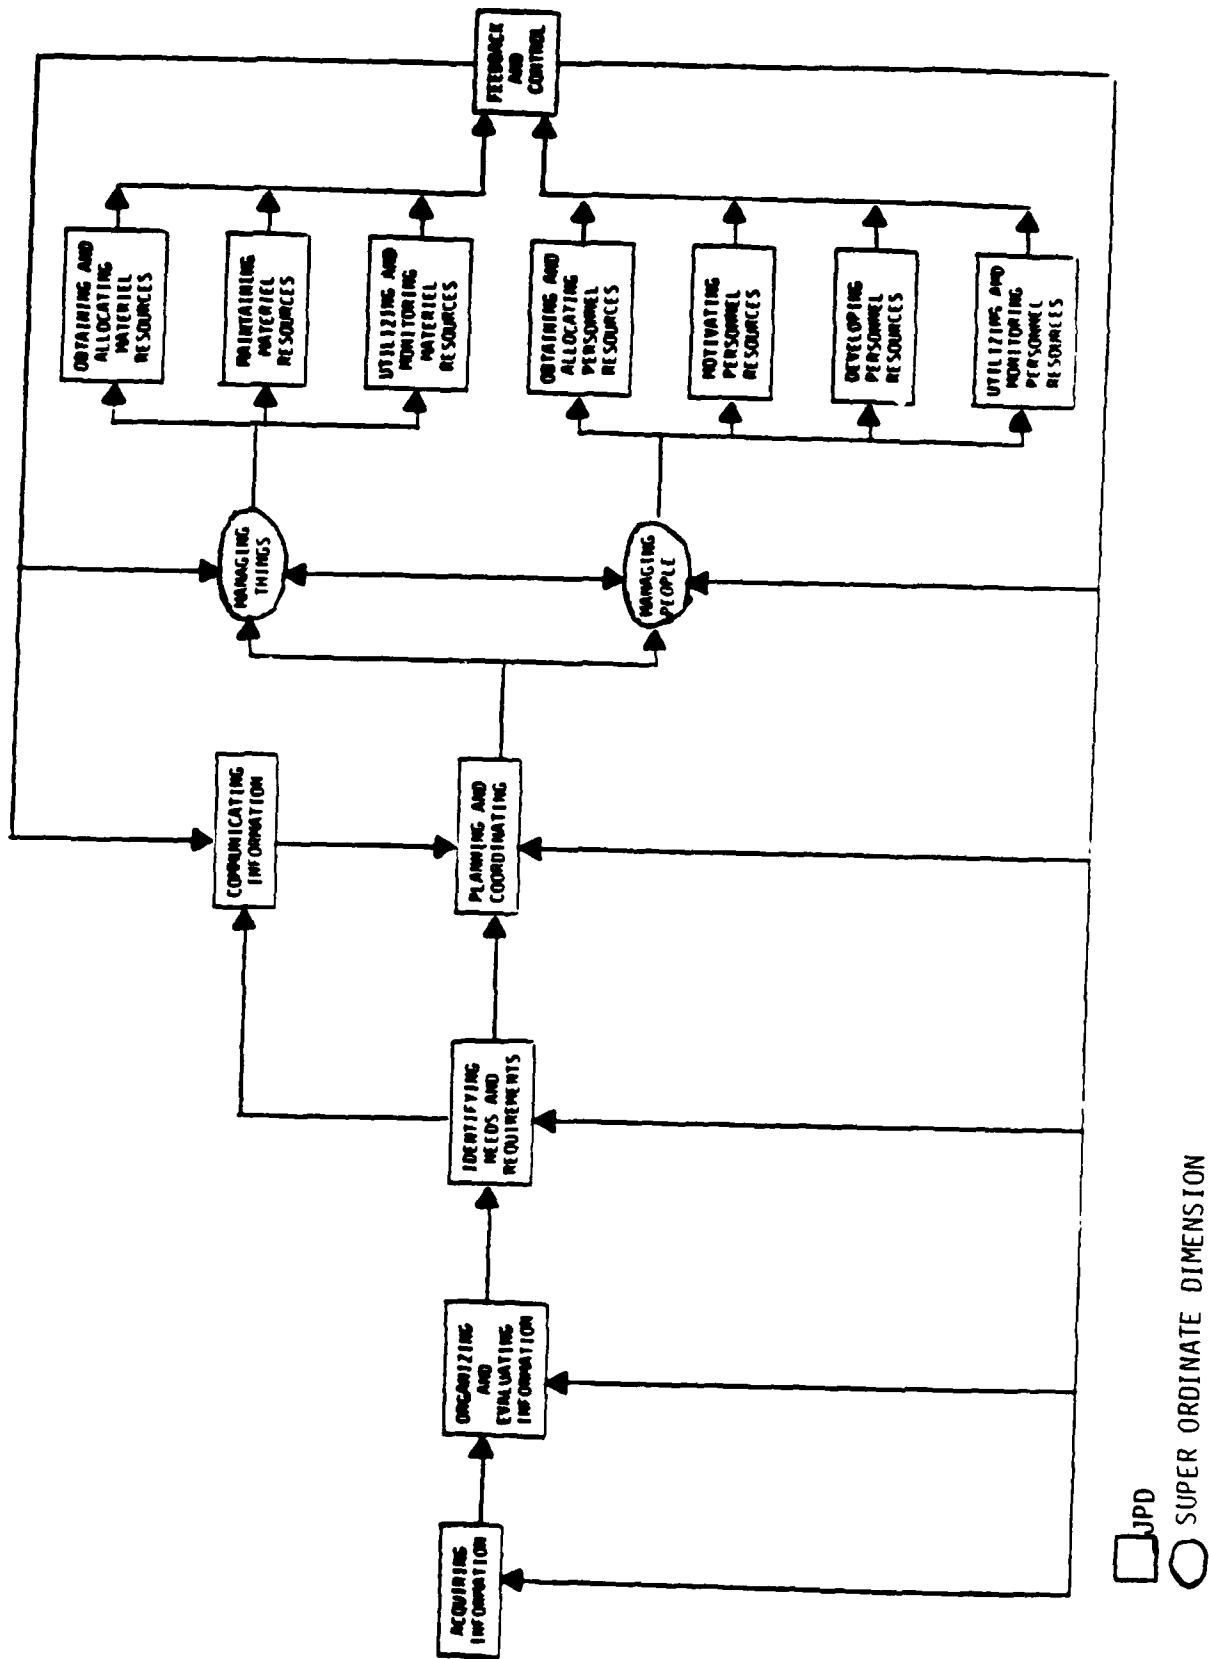 ACQUIRING
INFORMATION
ORGANIZING
AND
EVALUATING
INFORMATION
IDENTIFYING
NEEDS AND
REQUIREMENTS
COMMUNICATING
INFORMATION
PLANNING AND
COORDINATING
MANAGING
THINGS
MANAGING
PEOPLE
OBTAINING AND
ALLOCATING
MATERIEL
RESOURCES
MAINTAINING
MATERIEL
RESOURCES
UTILIZING AND
MONITORING
MATERIEL
RESOURCES
OBTAINING AND
ALLOCATING
PERSONNEL
RESOURCES
MOTIVATING
PERSONNEL
RESOURCES
DEVELOPING
PERSONNEL
RESOURCES
UTILIZING AND
MONITORING
PERSONNEL
RESOURCES
FEEDBACK
AND
CONTROL
JPD
SUPER ORDINATE DIMENSION